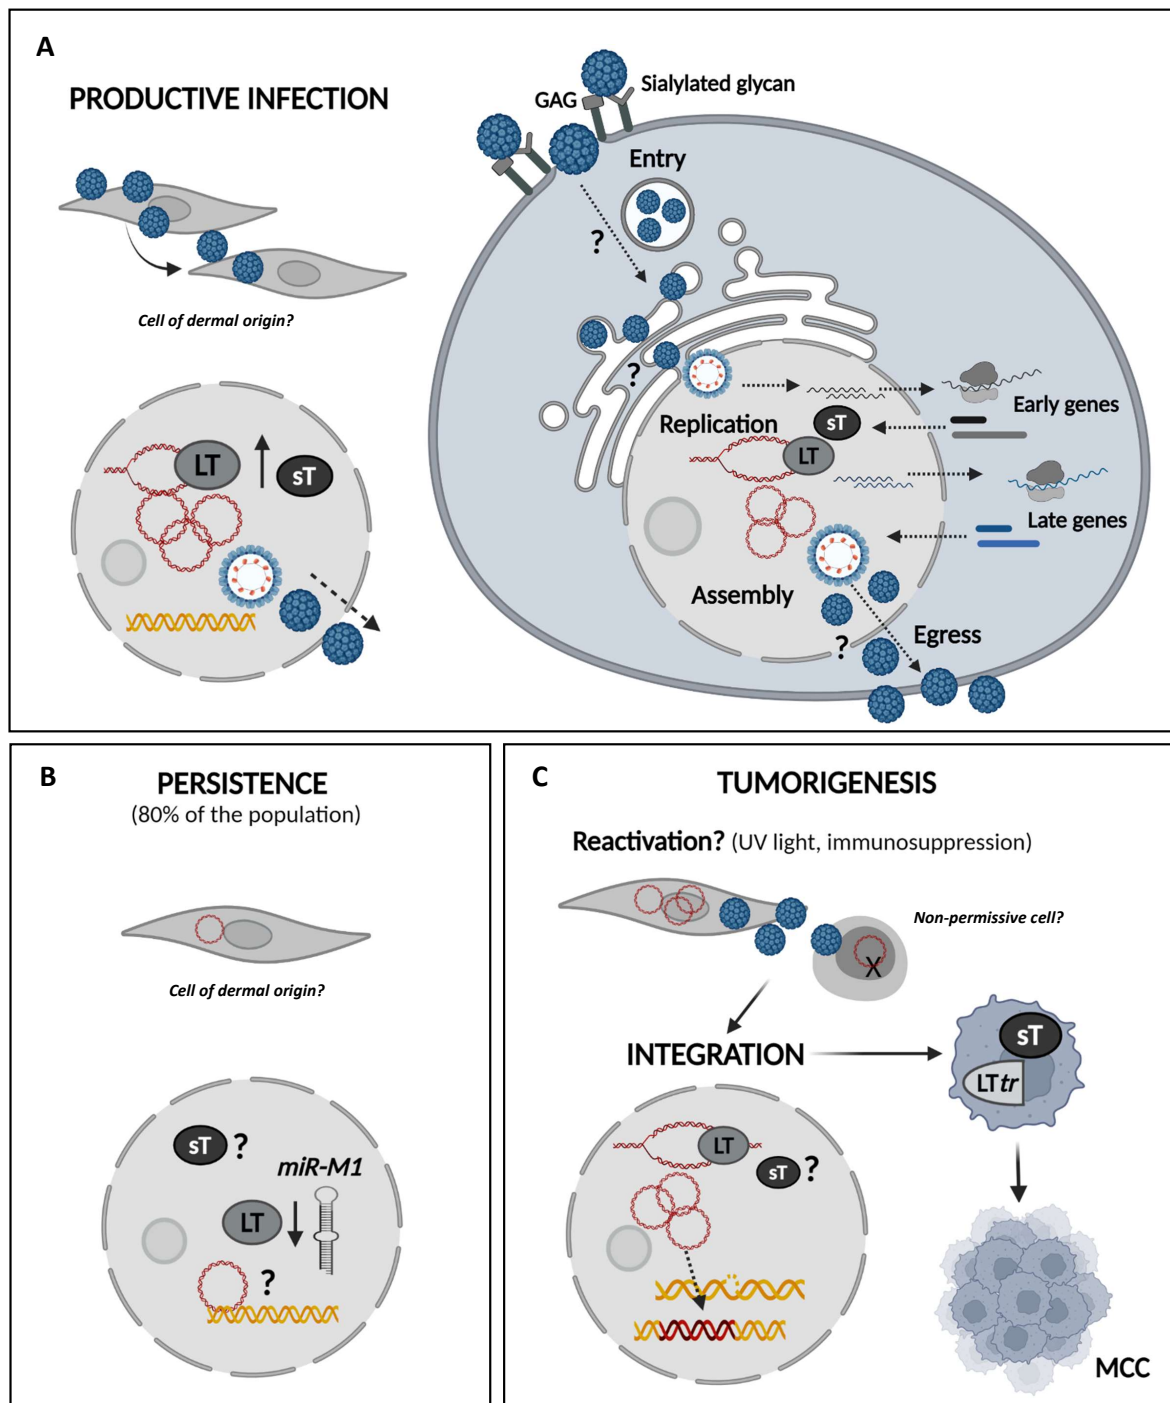 A
PRODUCTIVE INFECTION
Cell of dermal origin?
LT
sT
GAG
Sialylated glycan
Entry
?
?
Replication
sT
LT
Early genes
Late genes
Assembly
?
Egress
B
PERSISTENCE
(80% of the population)
Cell of dermal origin?
sT ?
miR-M1
LT
?
C
TUMORIGENESIS
Reactivation? (UV light, immunosuppression)
Non-permissive cell?
X
INTEGRATION
sT
LTtr
LT
sT ?
MCC